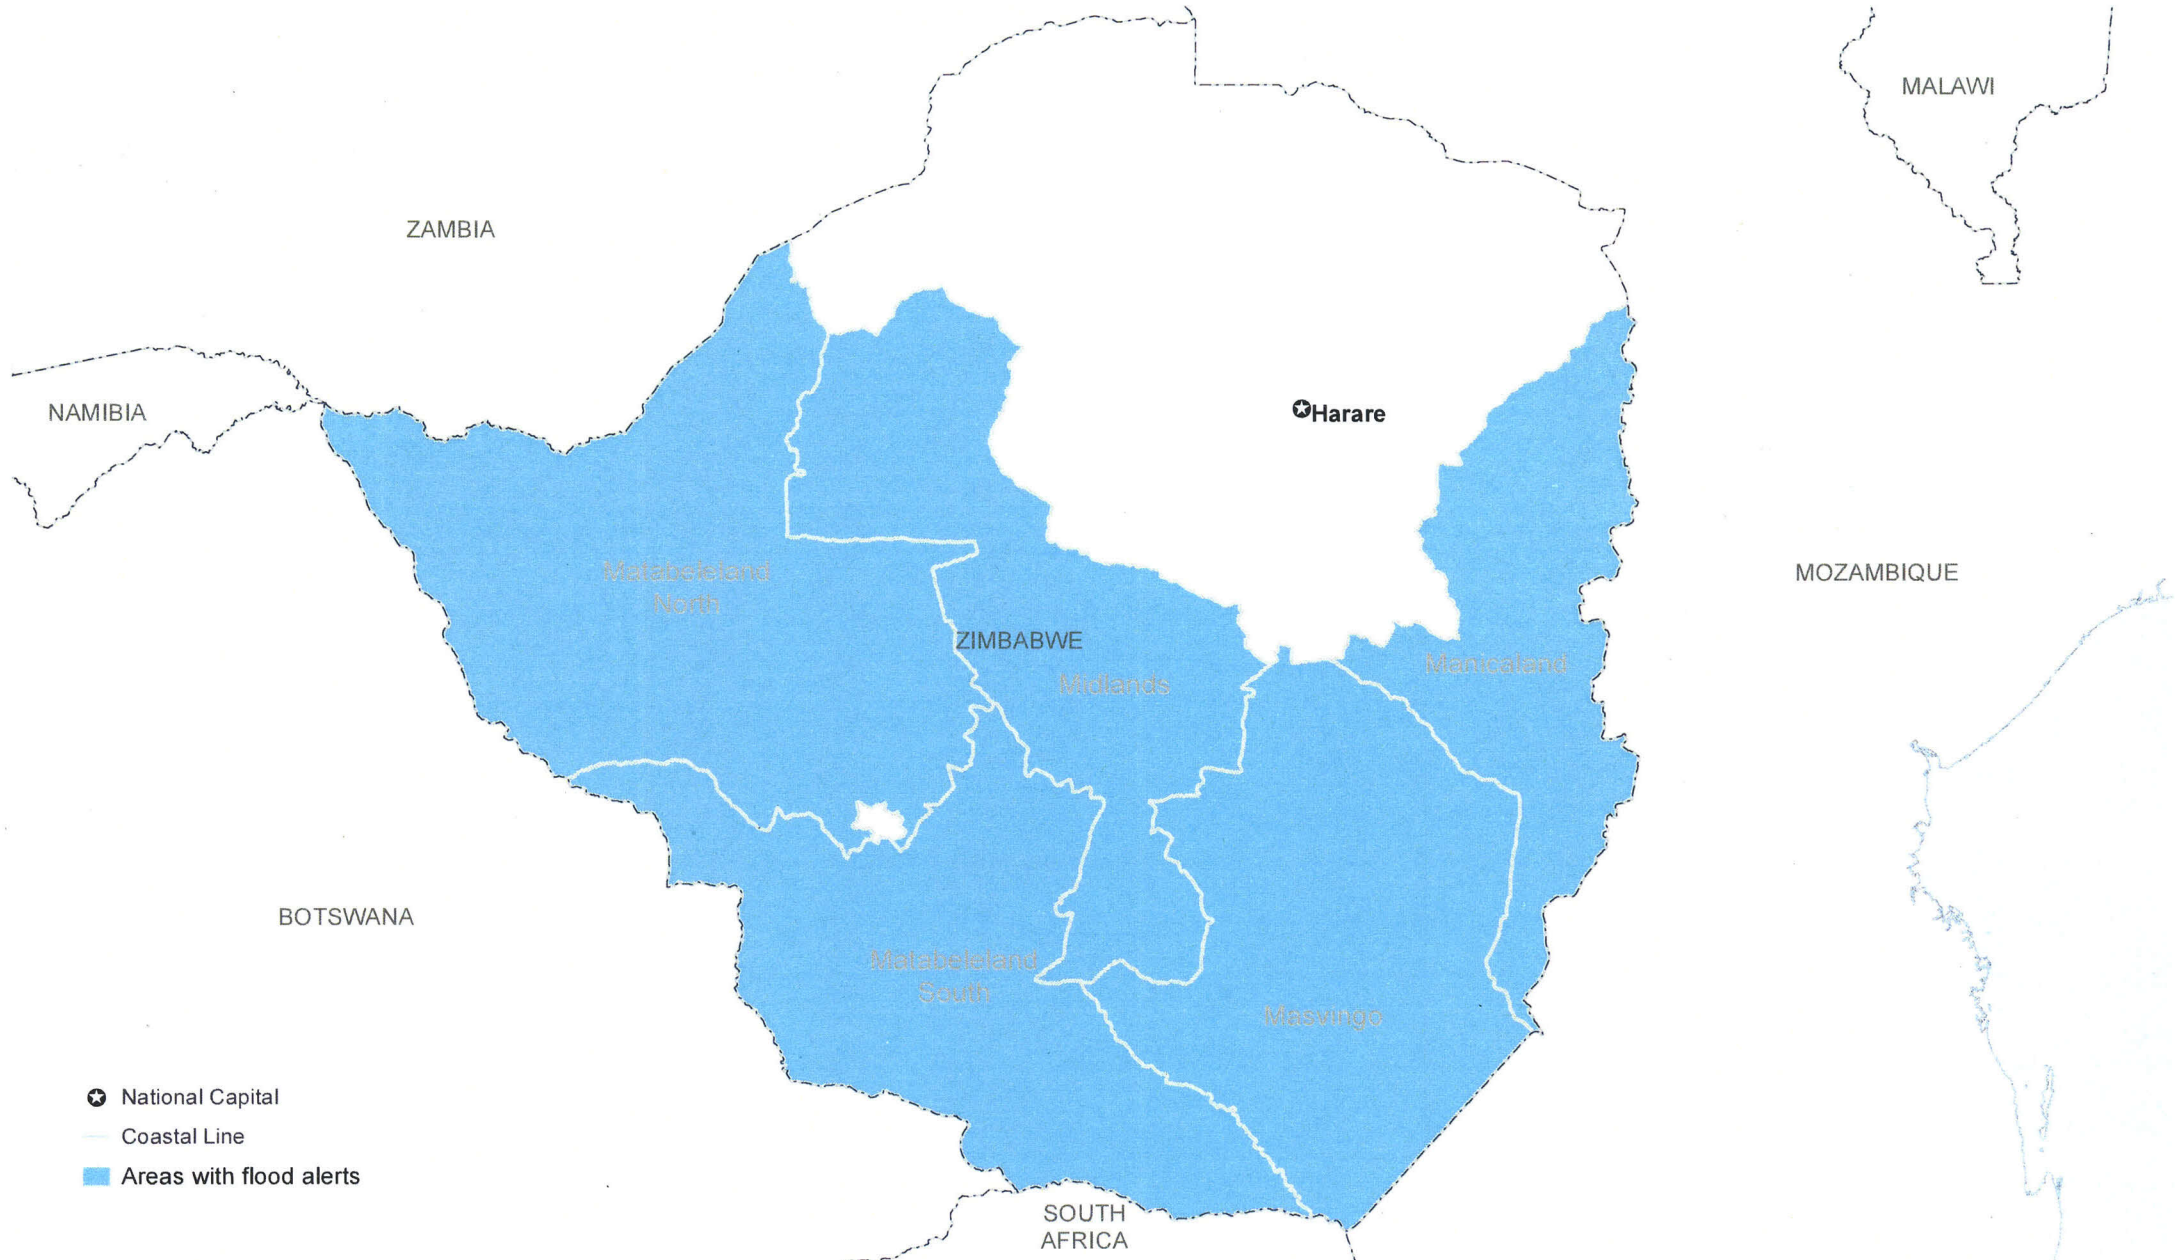 MALAWI
ZAMBIA
NAMIBIA
Harare
Matabeleland
North
MOZAMBIQUE
ZIMBABWE
Midlands
Manicaland
BOTSWANA
Matabeleland
South
Masvingo
National Capital
Coastal Line
Areas with flood alerts
SOUTH
AFRICA